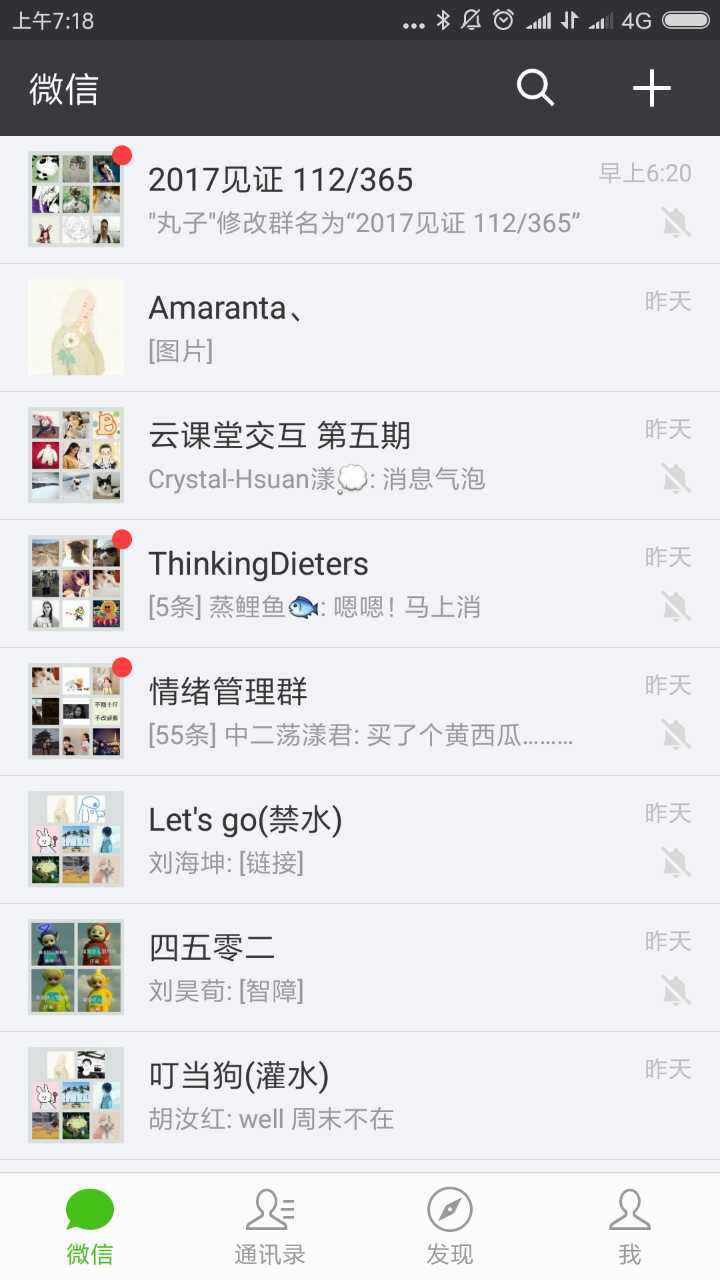 上午7:18
4G
微信
2017见证 112/365
早上6:20
"丸子"修改群名为“2017见证 112/365”
Amaranta、
昨天
[图片]
云课堂交互 第五期
昨天
Crystal-Hsuan漾💭: 消息气泡
ThinkingDieters
昨天
[5条] 蒸鲤鱼🐟: 嗯嗯！马上消
情绪管理群
昨天
[55条] 中二荡漾君: 买了个黄西瓜………
Let's go(禁水)
昨天
刘海坤: [链接]
四五零二
昨天
刘昊荀: [智障]
叮当狗(灌水)
昨天
胡汝红: well 周末不在
微信
通讯录
发现
我